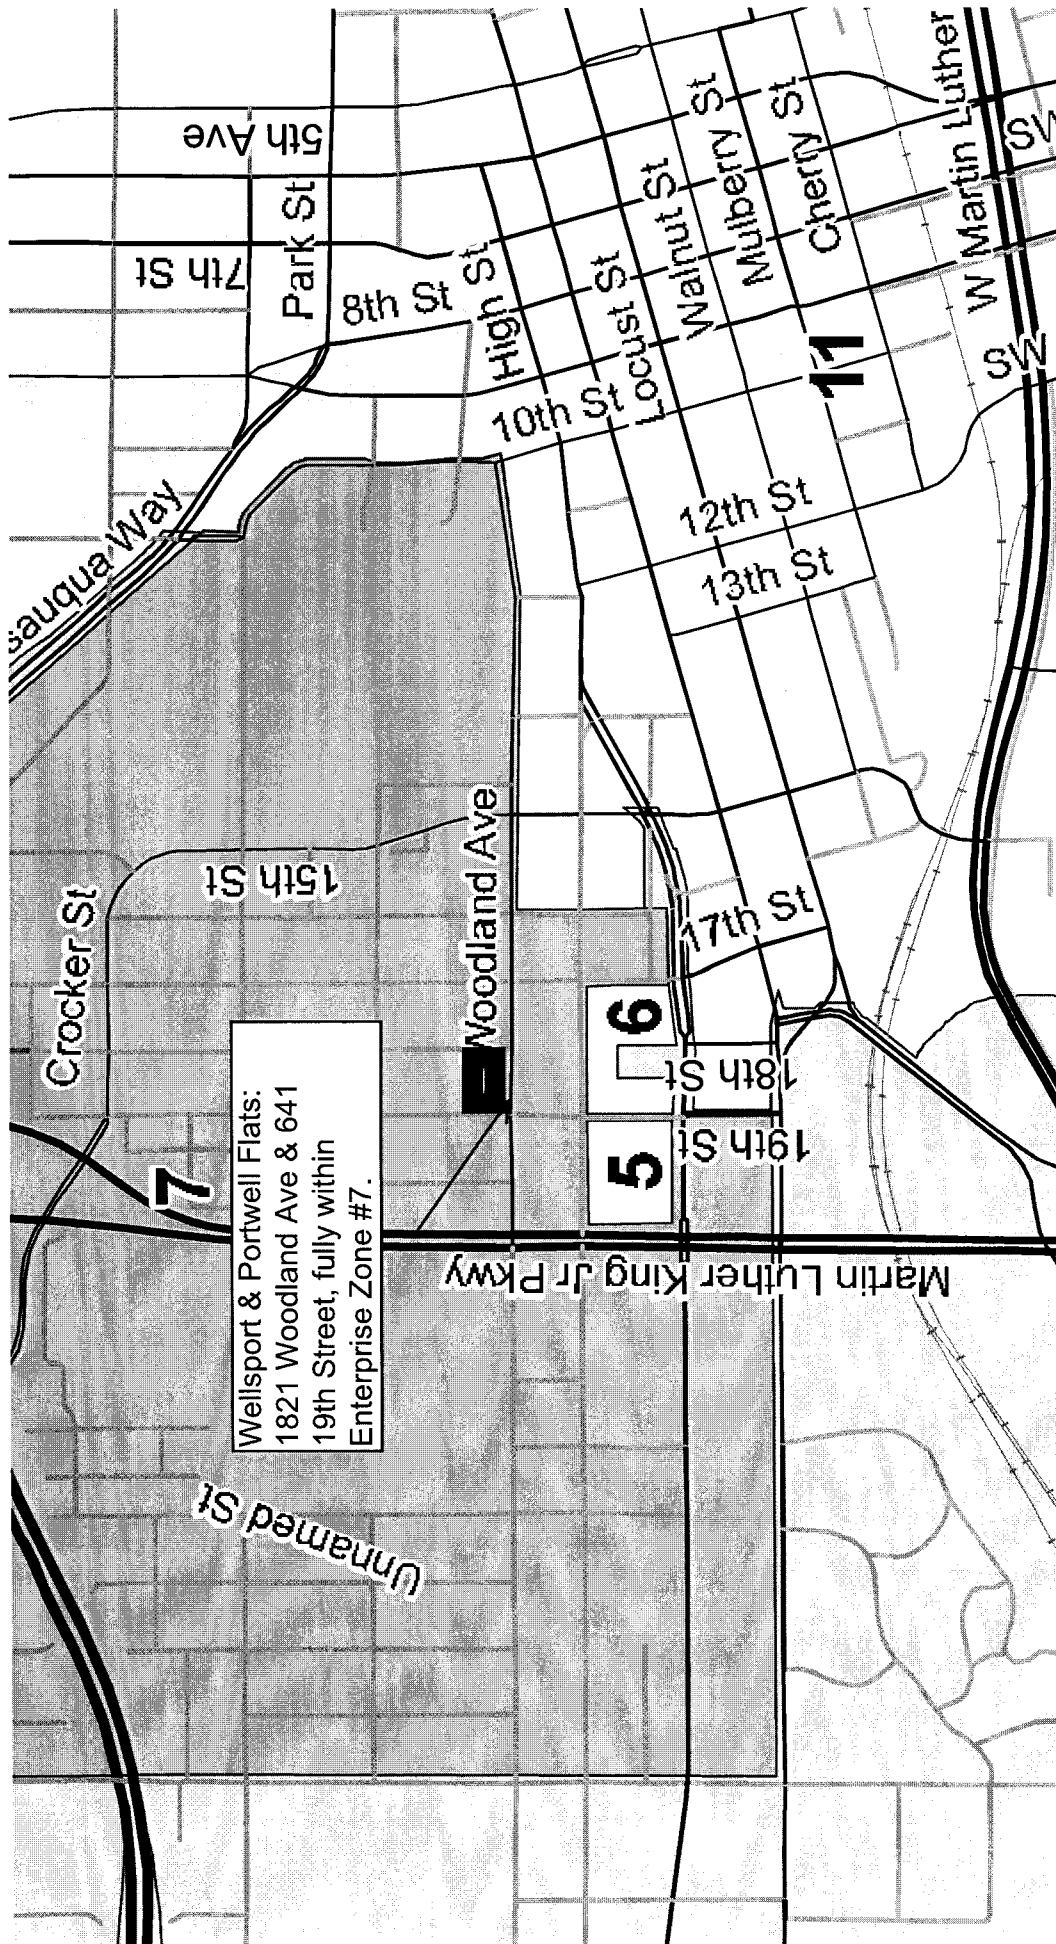 sauqua Way
Crocker St
7
15th St
7th St
5th Ave
Park St
8th St
High St
10th St
Locust St
Walnut St
Mulberry St
Cherry St
11
12th St
13th St
W Martin Luther
SW
SW
Woodland Ave
17th St
18th St
19th St
6
5
Martin Luther King Jr Pkwy
Unnamed St
Wellsport & Portwell Flats:
1821 Woodland Ave & 641
19th Street, fully within
Enterprise Zone #7.